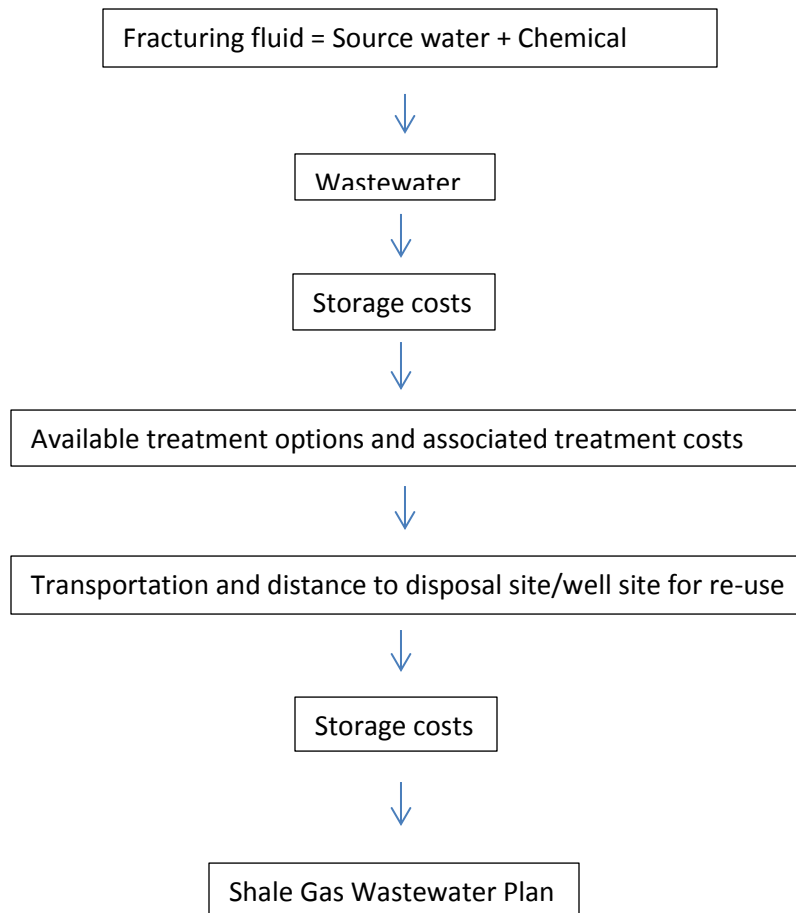 Fracturing fluid = Source water + Chemical
Wastewater
Storage costs
Available treatment options and associated treatment costs
Transportation and distance to disposal site/well site for re-use
Storage costs
Shale Gas Wastewater Plan